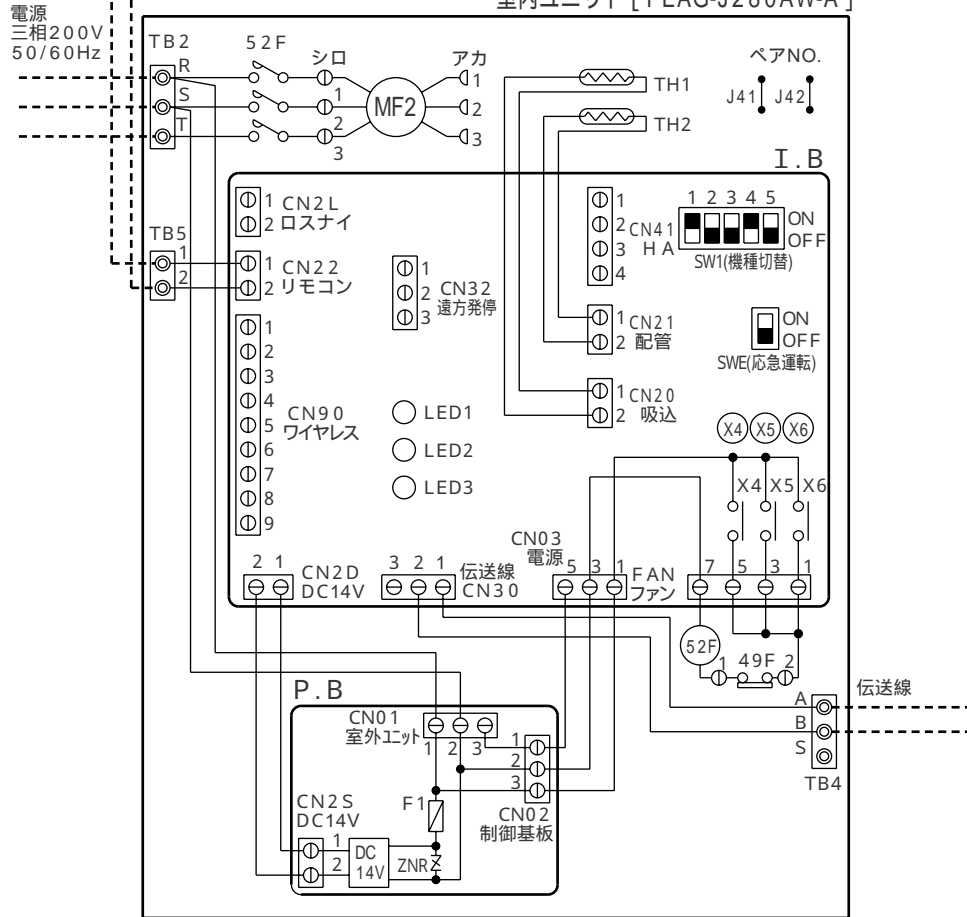 室内ユニット [ PEAG-J280AW-A ]
電源
三相200V
50/60Hz
TB2
R
S
T
52F
シロ
1
2
3
MF2
アカ
1
2
3
TH1
TH2
ペアNO.
J41 J42
I.B
TB5
1
2
1 CN2L
2 ロスナイ
1 CN22
2 リモコン
1
2
3
4
5
6
7
8
9
CN90
ワイヤレス
1
2
3
CN32
遠方発停
LED1
LED2
LED3
1
2
3
4
CN41
HA
1 2 3 4 5
ON
OFF
SW1(機種切替)
1 CN21
2 配管
ON
OFF
SWE(応急運転)
1 CN20
2 吸込
X4 X5 X6
X4 X5 X6
2 1
CN2D
DC14V
3 2 1
伝送線
CN30
CN03
電源
5 3 1
FAN
ファン
7 5 3 1
52F
1 49F 2
P.B
CN01
室外ユニット
1 2 3
1
2
3
CN02
制御基板
F1
CN2S
DC14V
1
2
DC
14V
ZNR
A
B
S
TB4
伝送線